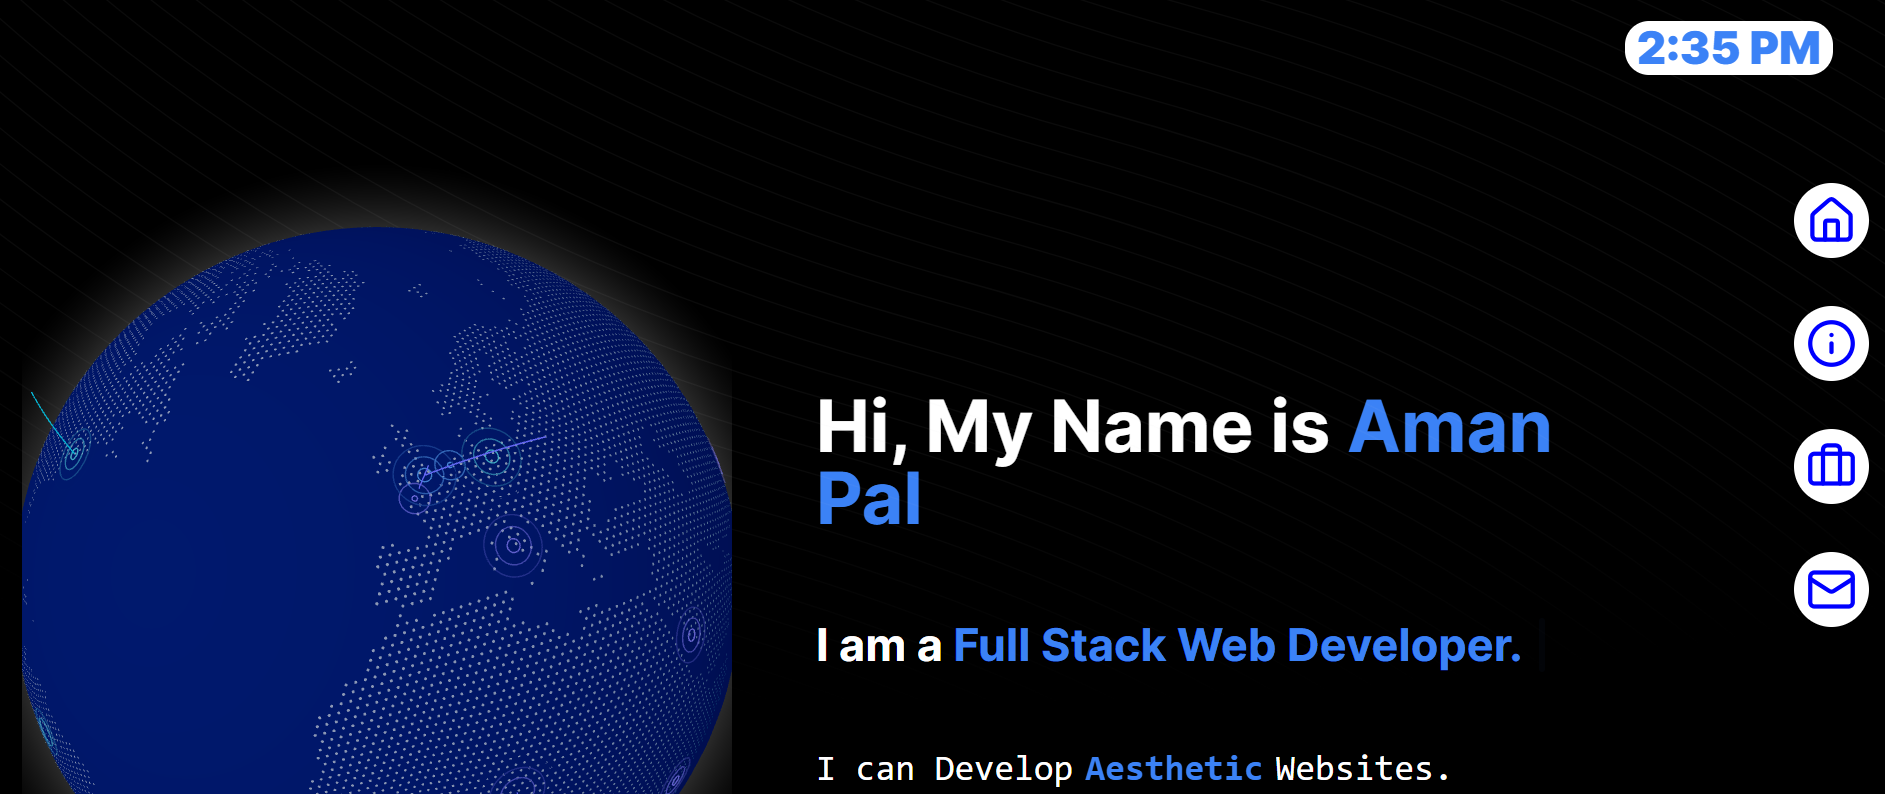 2:35 PM
Hi, My Name is Aman
Pal
I am a Full Stack Web Developer.
I can Develop Aesthetic Websites.